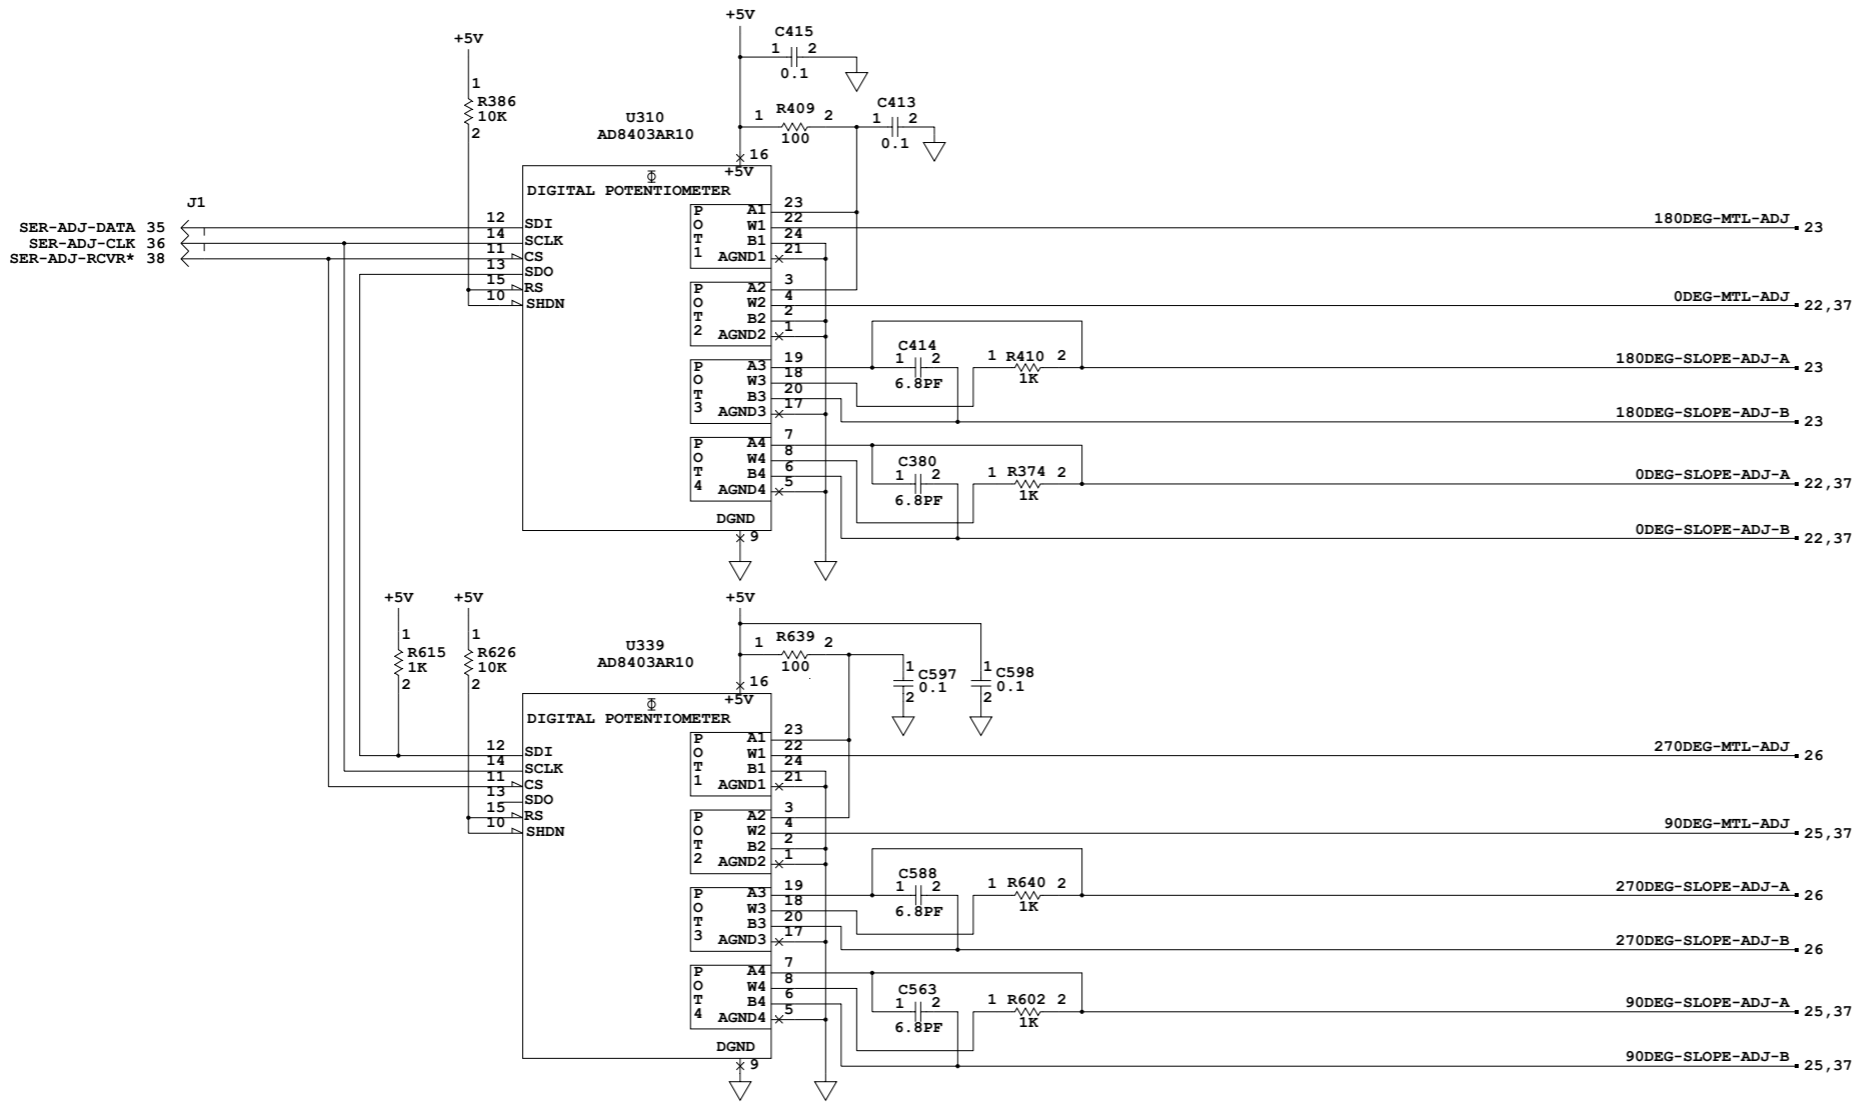 +5V
C415
1 2
0.1
+5V
1
R386
10K
2
U310
AD8403AR10
1 R409 2
100
C413
1 2
0.1
16
+5V
Φ
DIGITAL POTENTIOMETER
J1
SER-ADJ-DATA 35
SER-ADJ-CLK 36
SER-ADJ-RCVR* 38
12 SDI
14 SCLK
11 CS
13 SDO
15 RS
10 SHDN
POT1
A1 23
W1 22
B1 24
AGND1 21
POT2
A2 3
W2 4
B2 2
AGND2 1
POT3
A3 19
W3 18
B3 20
AGND3 17
POT4
A4 7
W4 8
B4 6
AGND4 5
DGND
9
C414
1 2
6.8PF
1 R410 2
1K
C380
1 2
6.8PF
1 R374 2
1K
180DEG-MTL-ADJ 23
0DEG-MTL-ADJ 22,37
180DEG-SLOPE-ADJ-A 23
180DEG-SLOPE-ADJ-B 23
0DEG-SLOPE-ADJ-A 22,37
0DEG-SLOPE-ADJ-B 22,37
+5V
1
R615
1K
2
+5V
1
R626
10K
2
+5V
U339
AD8403AR10
1 R639 2
100
1
C597
0.1
2
1
C598
0.1
2
16
+5V
Φ
DIGITAL POTENTIOMETER
12 SDI
14 SCLK
11 CS
13 SDO
15 RS
10 SHDN
POT1
A1 23
W1 22
B1 24
AGND1 21
POT2
A2 3
W2 4
B2 2
AGND2 1
POT3
A3 19
W3 18
B3 20
AGND3 17
POT4
A4 7
W4 8
B4 6
AGND4 5
DGND
9
C588
1 2
6.8PF
1 R640 2
1K
C563
1 2
6.8PF
1 R602 2
1K
270DEG-MTL-ADJ 26
90DEG-MTL-ADJ 25,37
270DEG-SLOPE-ADJ-A 26
270DEG-SLOPE-ADJ-B 26
90DEG-SLOPE-ADJ-A 25,37
90DEG-SLOPE-ADJ-B 25,37